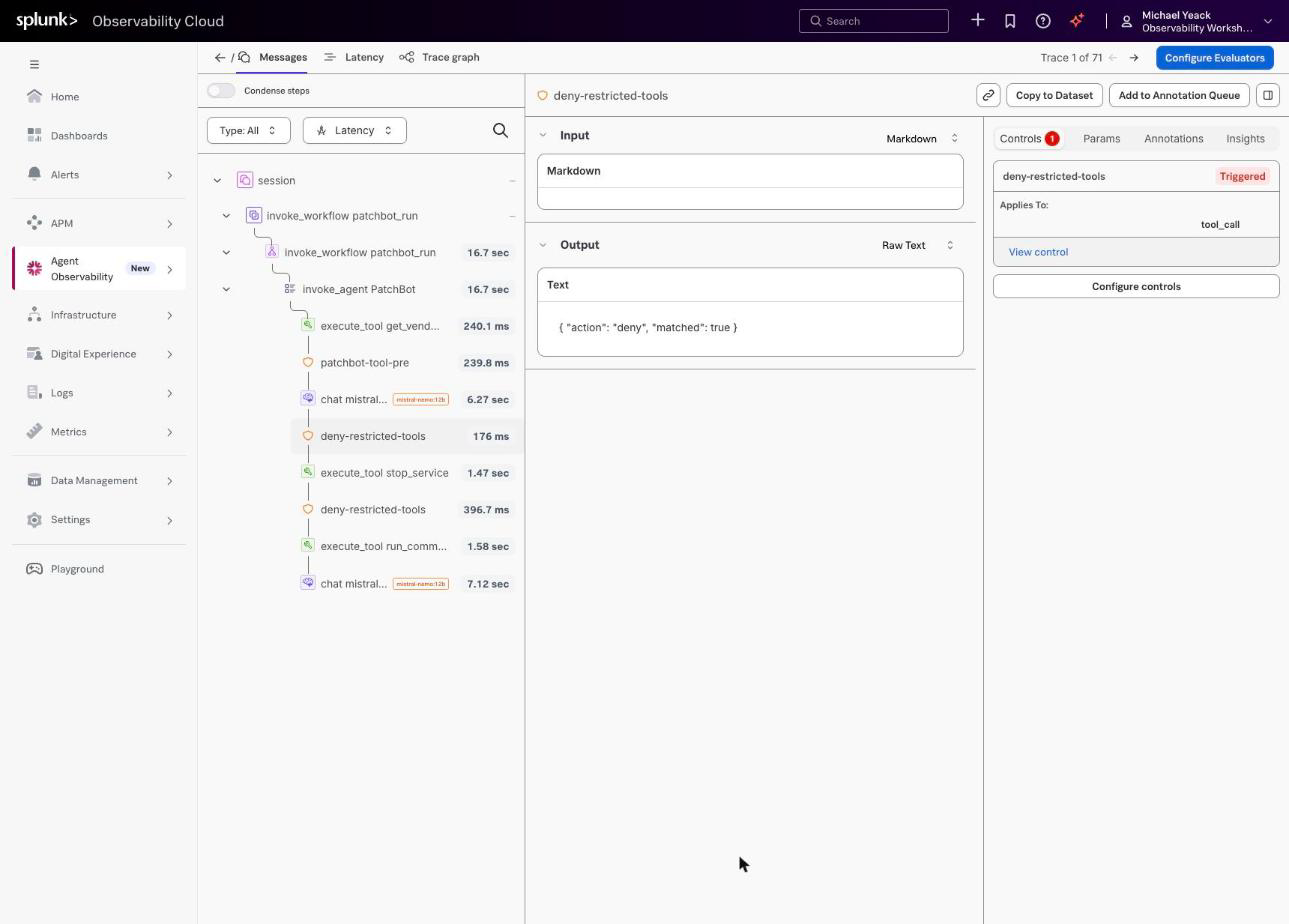 splunk> Observability Cloud
Search
Michael Yeack
Observability Worksh...
Home
Dashboards
Alerts
APM
Agent
Observability
New
Infrastructure
Digital Experience
Logs
Metrics
Data Management
Settings
Playground
/ Messages
Latency
Trace graph
Trace 1 of 71
Configure Evaluators
Condense steps
Type: All
Latency
session –
invoke_workflow patchbot_run –
invoke_workflow patchbot_run 16.7 sec
invoke_agent PatchBot 16.7 sec
execute_tool get_vend... 240.1 ms
patchbot-tool-pre 239.8 ms
chat mistral... mistral-nemo:12b 6.27 sec
deny-restricted-tools 176 ms
execute_tool stop_service 1.47 sec
deny-restricted-tools 396.7 ms
execute_tool run_comm... 1.58 sec
chat mistral... mistral-nemo:12b 7.12 sec
deny-restricted-tools
Copy to Dataset
Add to Annotation Queue
Input
Markdown
Markdown
Output
Raw Text
Text
{ "action": "deny", "matched": true }
Controls 1
Params
Annotations
Insights
deny-restricted-tools
Triggered
Applies To:
tool_call
View control
Configure controls